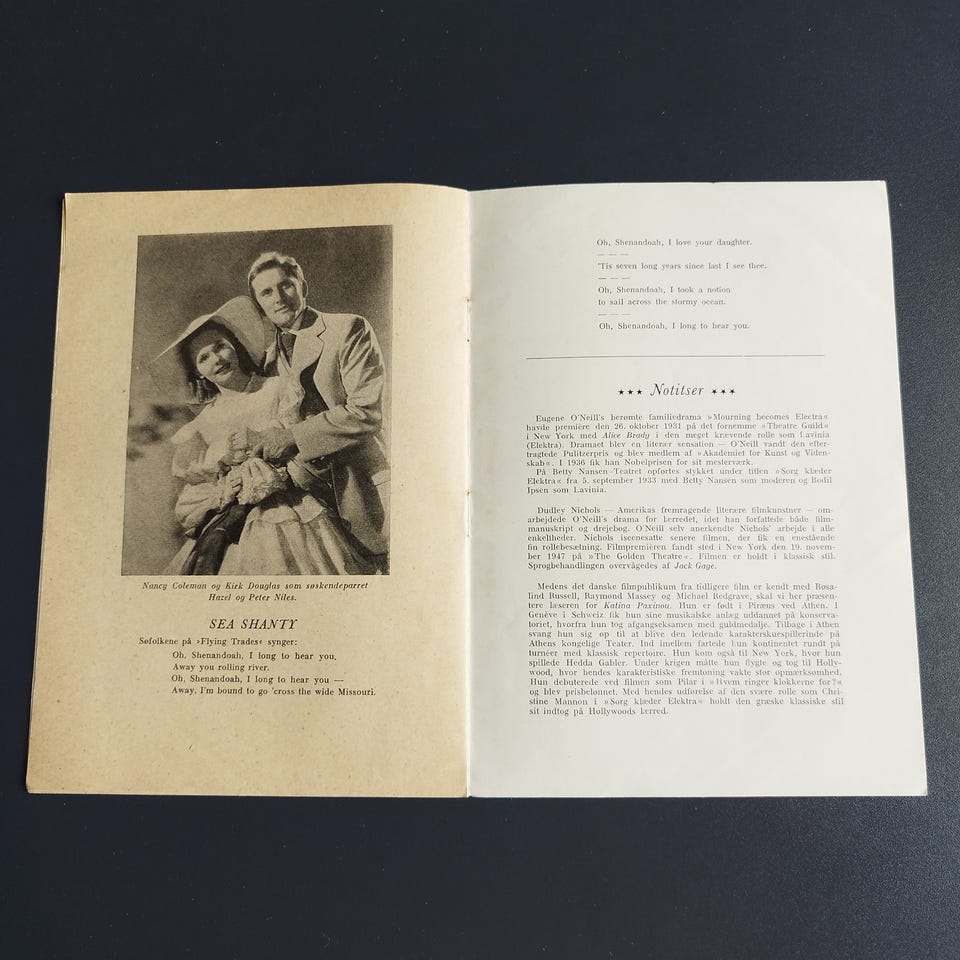 Nancy Coleman og Kirk Douglas som søskendeparret
Hazel og Peter Niles.
SEA SHANTY
Søfolkene på »Flying Trades« synger:
Oh, Shenandoah, I long to hear you,
Away you rolling river.
Oh, Shenandoah, I long to hear you —
Away, I'm bound to go 'cross the wide Missouri.
Oh, Shenandoah, I love your daughter.
— — —
'Tis seven long years since last I see thee.
— — —
Oh, Shenandoah, I took a notion
to sail across the stormy ocean.
— — —
Oh, Shenandoah, I long to hear you.
★★★ Notitser ★★★
Eugene O'Neill's berømte familiedrama »Mourning becomes Electra«
havde première den 26. oktober 1931 på det fornemme »Theatre Guild«
i New York med Alice Brady i den meget krævende rolle som Lavinia
(Elektra). Dramaet blev en literær sensation — O'Neill vandt den efter-
tragtede Pulitzerpris og blev medlem af »Akademiet for Kunst og Viden-
skab«. I 1936 fik han Nobelprisen for sit mesterværk.
På Betty Nansen-Teatret opførtes stykket under titlen »Sorg klæder
Elektra« fra 5. september 1933 med Betty Nansen som moderen og Bodil
Ipsen som Lavinia.
Dudley Nichols — Amerikas fremragende literære filmkunstner — om-
arbejdede O'Neill's drama for lærredet, idet han forfattede både film-
manuskript og drejebog. O'Neill selv anerkendte Nichols' arbejde i alle
enkeltheder. Nichols iscenesatte senere filmen, der fik en enestående
fin rollebesætning. Filmpremièren fandt sted i New York den 19. novem-
ber 1947 på »The Golden Theatre«. Filmen er holdt i klassisk stil.
Sprogbehandlingen overvågedes af Jack Gage.
Medens det danske filmpublikum fra tidligere film er kendt med Rosa-
lind Russell, Raymond Massey og Michael Redgrave, skal vi her præsen-
tere læseren for Katina Paxinou. Hun er født i Piræus ved Athen. I
Genève i Schweiz fik hun sine musikalske anlæg uddannet på konserva-
toriet, hvorfra hun tog afgangseksamen med guldmedalje. Tilbage i Athen
svang hun sig op til at blive den ledende karakterskuespillerinde på
Athens kongelige Teater. Ind imellem fartede hun kontinentet rundt på
turnéer med klassisk repertoire. Hun kom også til New York, hvor hun
spillede Hedda Gabler. Under krigen måtte hun flygte og tog til Holly-
wood, hvor hendes karakteristiske fremtoning vakte stor opmærksomhed.
Hun debuterede ved filmen som Pilar i »Hvem ringer klokkerne for?«
og blev prisbelønnet. Med hendes udførelse af den svære rolle som Chri-
stine Mannon i »Sorg klæder Elektra« holdt den græske klassiske stil
sit indtog på Hollywoods lærred.